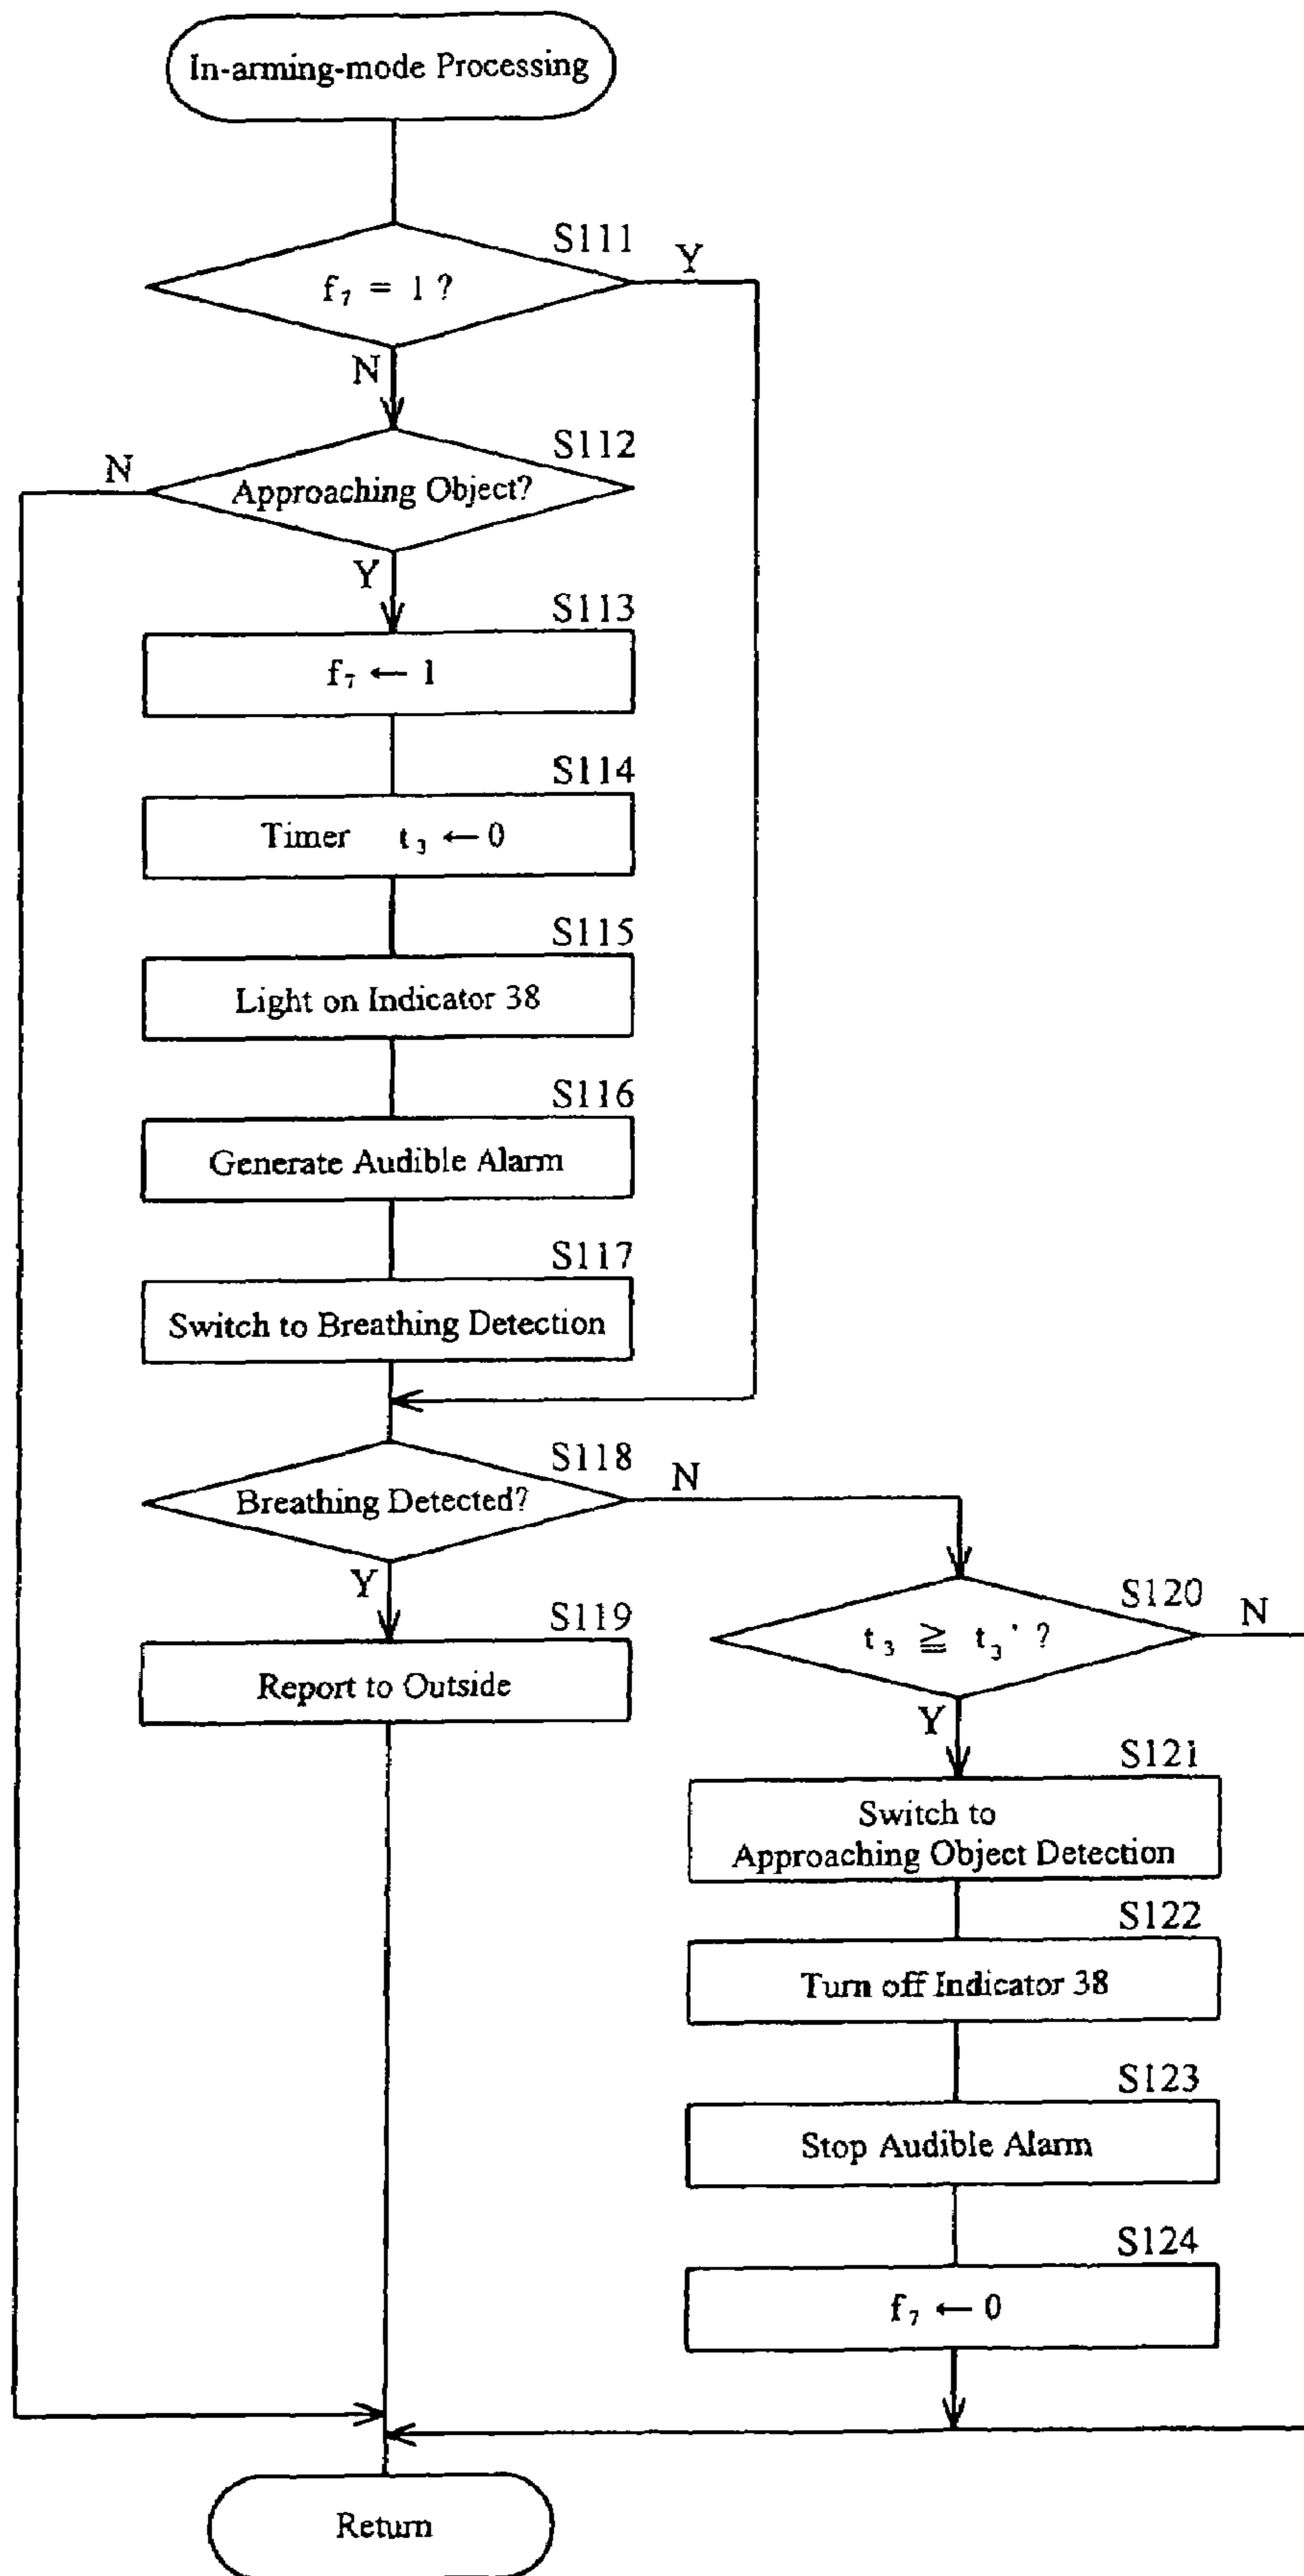 In-arming-mode Processing
S111
f₇ = 1 ?
Y
N
S112
N
Approaching Object?
Y
S113
f₇ ← 1
S114
Timer t₃ ← 0
S115
Light on Indicator 38
S116
Generate Audible Alarm
S117
Switch to Breathing Detection
S118
N
Breathing Detected?
Y
S119
Report to Outside
S120
N
t₃ ≧ t₃' ?
Y
S121
Switch to
Approaching Object Detection
S122
Turn off Indicator 38
S123
Stop Audible Alarm
S124
f₇ ← 0
Return